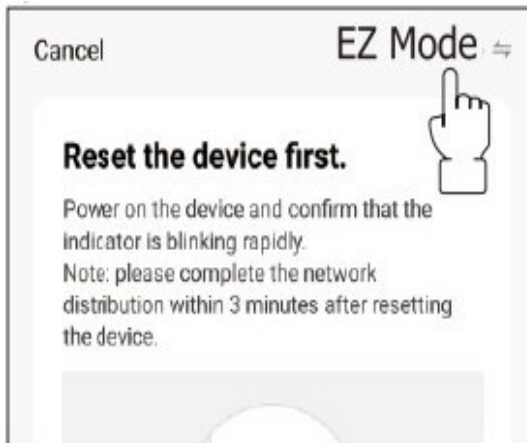 Cancel
EZ Mode
Reset the device first.
Power on the device and confirm that the
indicator is blinking rapidly.
Note: please complete the network
distribution within 3 minutes after resetting
the device.